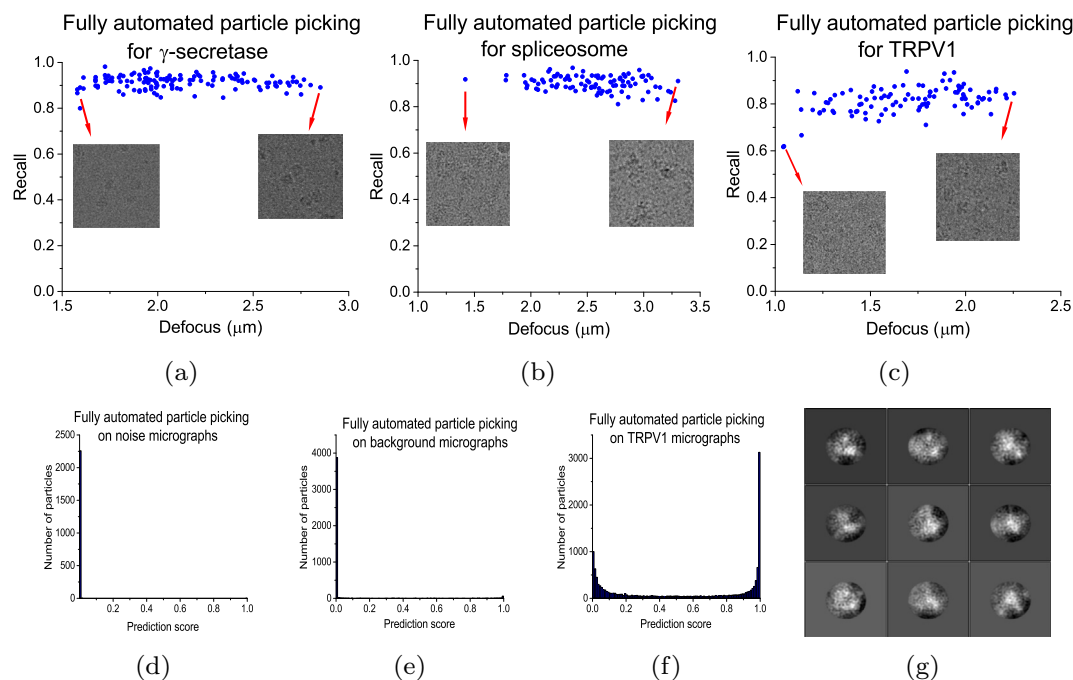 Fully automated particle picking
for γ-secretase
1.0
0.8
0.6
0.4
0.2
0.0
Recall
1.5
2.0
2.5
3.0
Defocus (μm)
(a)
Fully automated particle picking
for spliceosome
1.0
0.8
0.6
0.4
0.2
0.0
Recall
1.0
1.5
2.0
2.5
3.0
3.5
Defocus (μm)
(b)
Fully automated particle picking
for TRPV1
1.0
0.8
0.6
0.4
0.2
0.0
Recall
1.0
1.5
2.0
2.5
Defocus (μm)
(c)
Fully automated particle picking
on noise micrographs
2500
2000
1500
1000
500
0
Number of particles
0.2
0.4
0.6
0.8
1.0
Prediction score
(d)
Fully automated particle picking
on background micrographs
4000
3000
2000
1000
0
Number of particles
0.0
0.2
0.4
0.6
0.8
1.0
Prediction score
(e)
Fully automated particle picking
on TRPV1 micrographs
3000
2000
1000
0
Number of particles
0.0
0.2
0.4
0.6
0.8
1.0
Prediction score
(f)
(g)